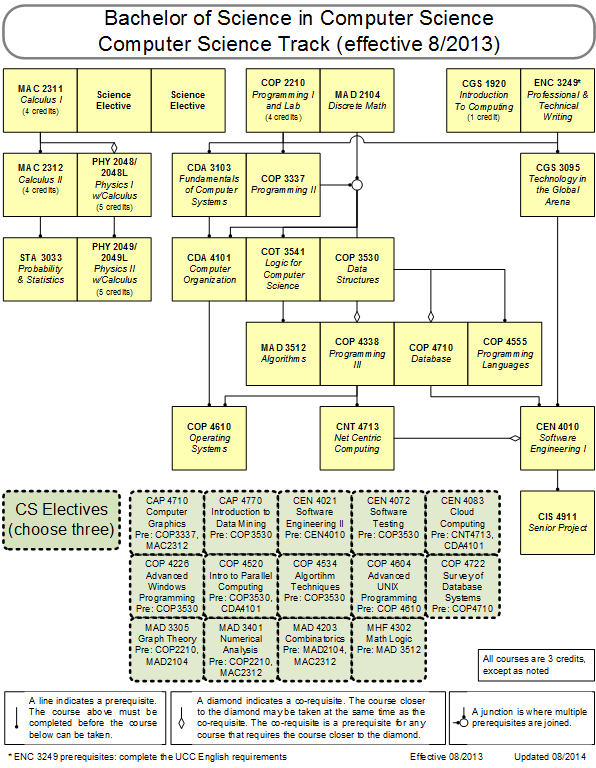 Bachelor of Science in Computer Science
Computer Science Track (effective 8/2013)
MAC 2311
Calculus I
(4 credits)
Science
Elective
Science
Elective
COP 2210
Programming I
and Lab
(4 credits)
MAD 2104
Discrete Math
CGS 1920
Introduction
To Computing
(1 credit)
ENC 3249*
Professional &
Technical
Writing
MAC 2312
Calculus II
(4 credits)
PHY 2048/
2048L
Physics I
w/Calculus
(5 credits)
CDA 3103
Fundamentals
of Computer
Systems
COP 3337
Programming II
CGS 3095
Technology in
the Global
Arena
STA 3033
Probability
& Statistics
PHY 2049/
2049L
Physics II
w/Calculus
(5 credits)
CDA 4101
Computer
Organization
COT 3541
Logic for
Computer
Science
COP 3530
Data
Structures
MAD 3512
Algorithms
COP 4338
Programming
III
COP 4710
Database
COP 4555
Programming
Languages
COP 4610
Operating
Systems
CNT 4713
Net Centric
Computing
CEN 4010
Software
Engineering I
CIS 4911
Senior Project
CS Electives
(choose three)
CAP 4710
Computer
Graphics
Pre: COP3337,
MAC2312
CAP 4770
Introduction to
Data Mining
Pre: COP3530
CEN 4021
Software
Engineering II
Pre: CEN4010
CEN 4072
Software
Testing
Pre: COP3530
CEN 4083
Cloud
Computing
Pre: CNT4713,
CDA4101
COP 4226
Advanced
Windows
Programming
Pre: COP3530
COP 4520
Intro to Parallel
Computing
Pre: COP3530,
CDA4101
COP 4534
Algorithm
Techniques
Pre: COP3530
COP 4604
Advanced
UNIX
Programming
Pre: COP 4610
COP 4722
Survey of
Database
Systems
Pre: COP4710
MAD 3305
Graph Theory
Pre: COP2210,
MAD2104
MAD 3401
Numerical
Analysis
Pre: COP2210,
MAC2312
MAD 4203
Combinatorics
Pre: MAD2104,
MAC2312
MHF 4302
Math Logic
Pre: MAD 3512
All courses are 3 credits,
except as noted
A line indicates a prerequisite.
The course above must be
completed before the course
below can be taken.
A diamond indicates a co-requisite. The course closer
to the diamond may be taken at the same time as the
co-requisite. The co-requisite is a prerequisite for any
course that requires the course closer to the diamond.
A junction is where multiple
prerequisites are joined.
* ENC 3249 prerequisites: complete the UCC English requirements
Effective 08/2013
Updated 08/2014